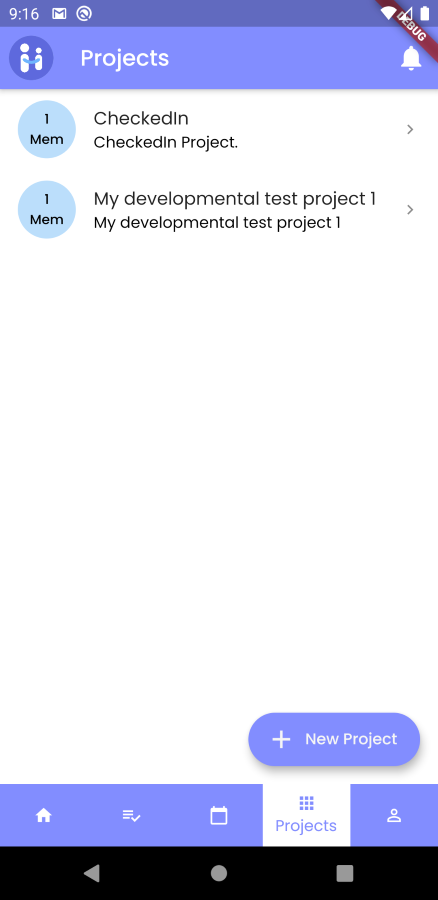 9:16
DEBUG
Projects
1
Mem
CheckedIn
CheckedIn Project.
1
Mem
My developmental test project 1
My developmental test project 1
New Project
Projects